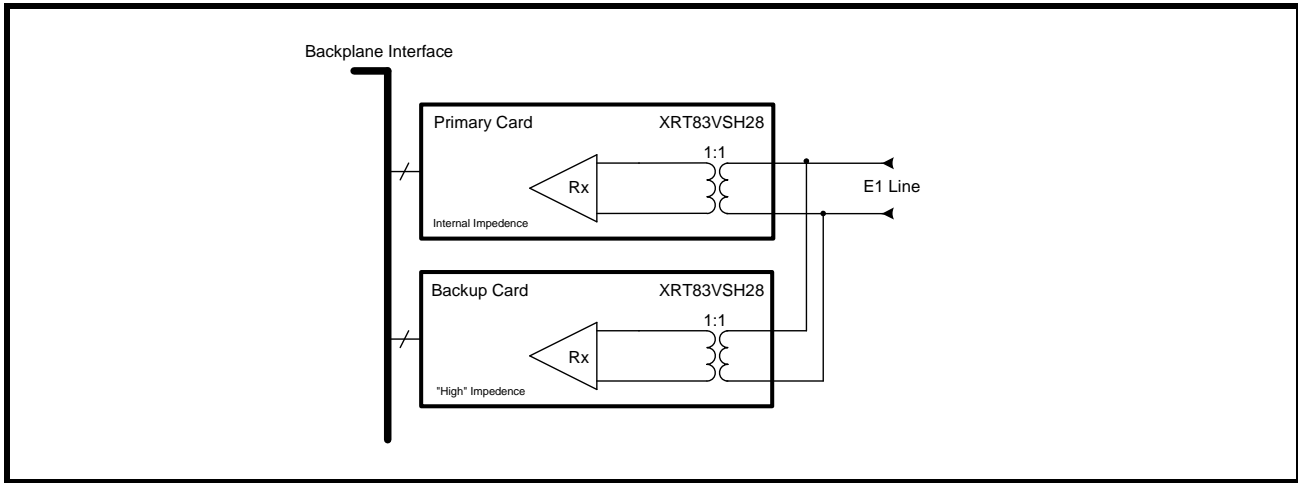 Backplane Interface
Primary Card XRT83VSH28
1:1
Rx
E1 Line
Internal Impedence
Backup Card XRT83VSH28
1:1
Rx
"High" Impedence